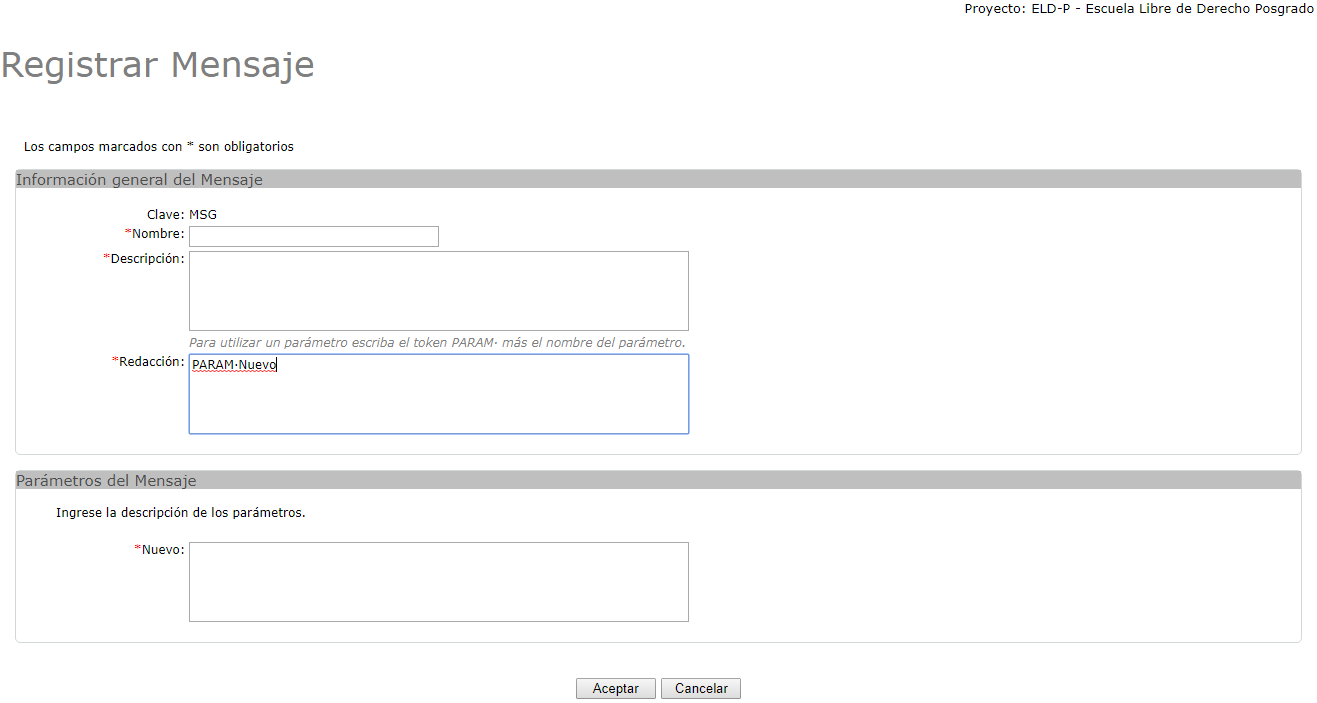 Proyecto: ELD-P - Escuela Libre de Derecho Posgrado
Registrar Mensaje
Los campos marcados con * son obligatorios
Información general del Mensaje
Clave: MSG
*Nombre:
*Descripción:
Para utilizar un parámetro escriba el token PARAM· más el nombre del parámetro.
*Redacción: PARAM·Nuevo
Parámetros del Mensaje
Ingrese la descripción de los parámetros.
*Nuevo:
Aceptar Cancelar